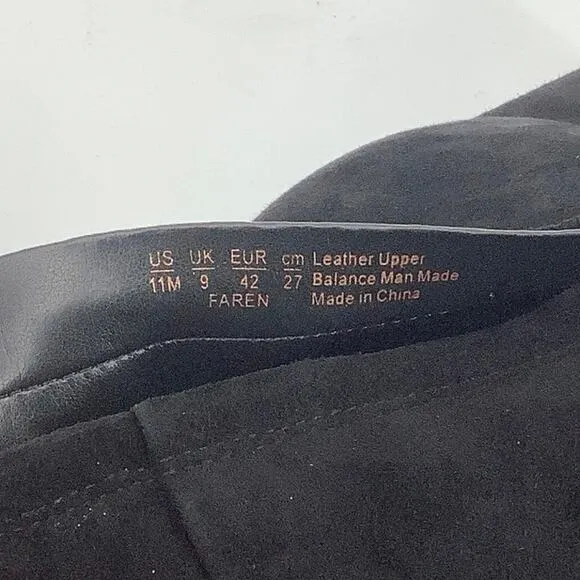 US UK EUR cm Leather Upper
11M 9 42 27 Balance Man Made
FAREN Made in China